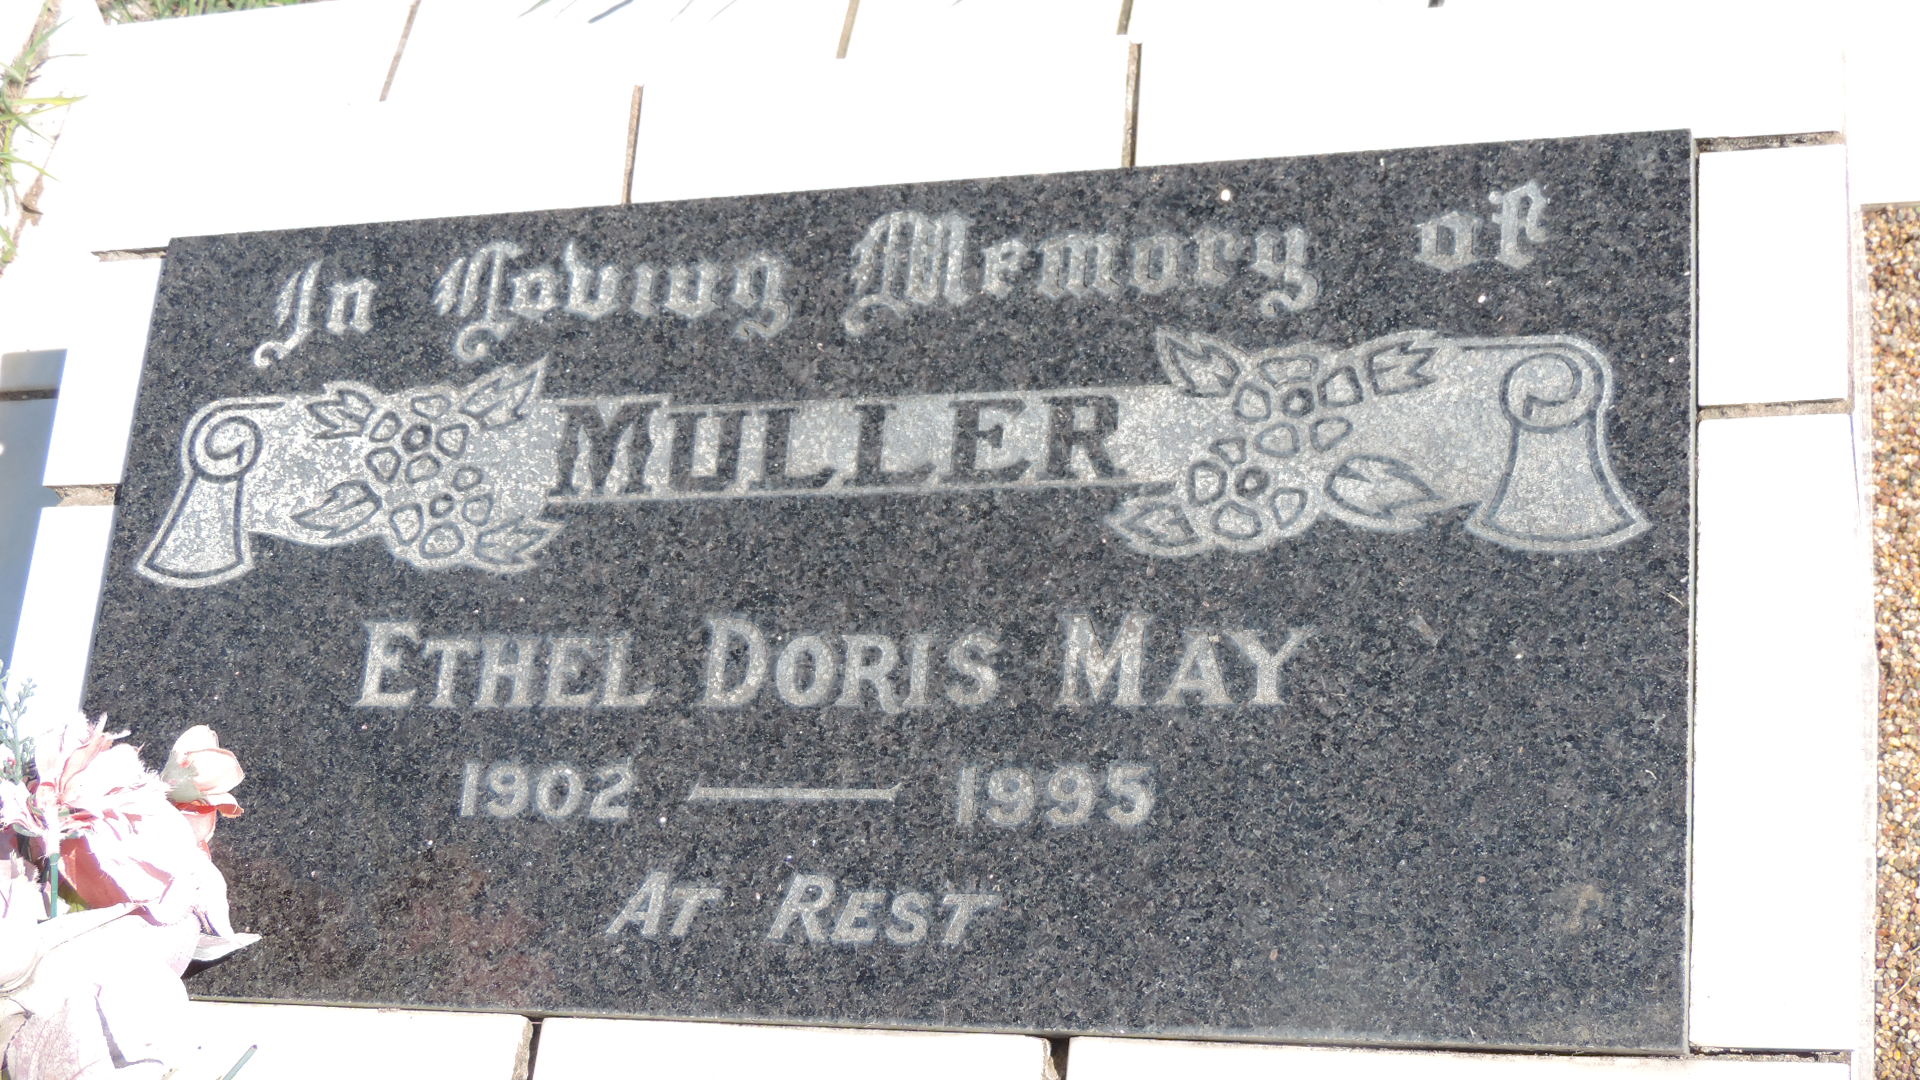 In Loving Memory of
MULLER
ETHEL DORIS MAY
1902 — 1995
AT REST